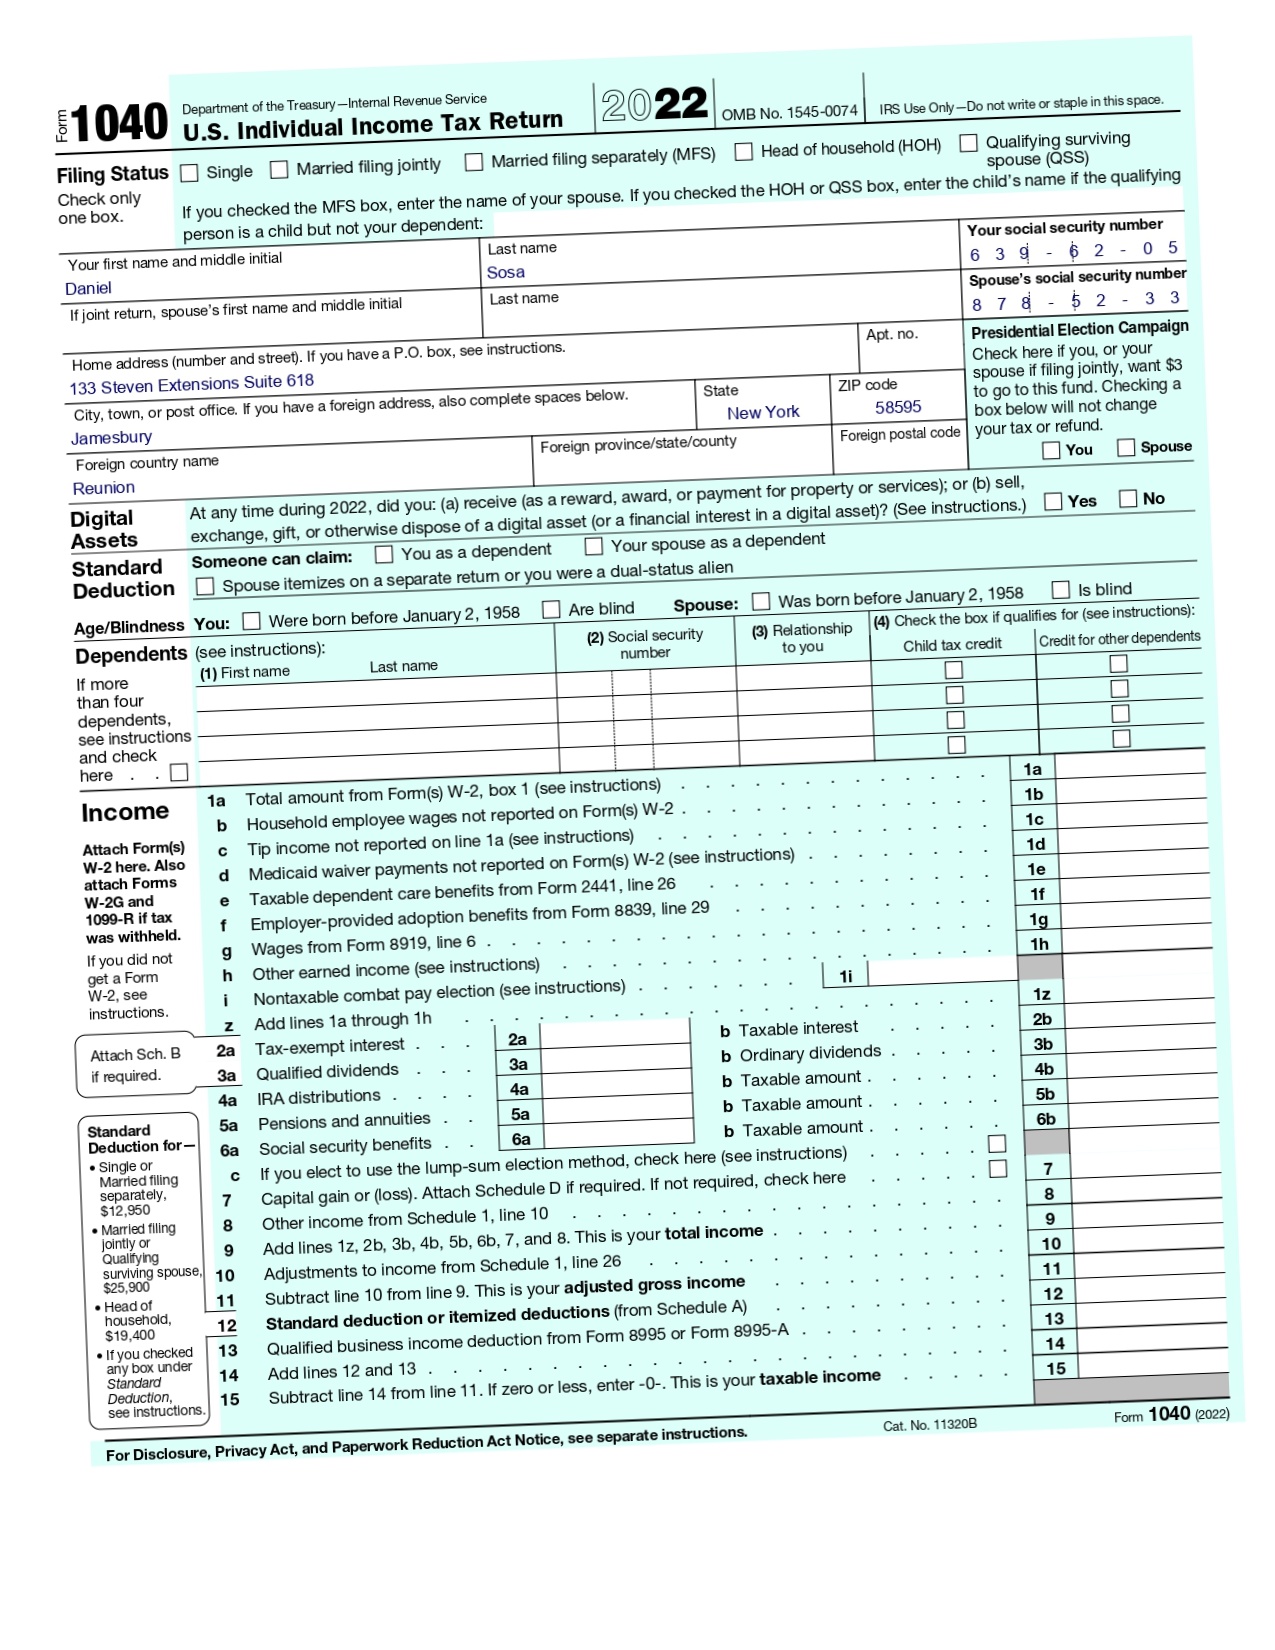 Form 1040 Department of the Treasury—Internal Revenue Service
U.S. Individual Income Tax Return 2022 OMB No. 1545-0074 IRS Use Only—Do not write or staple in this space.
Filing Status
Check only
one box.
Single Married filing jointly Married filing separately (MFS) Head of household (HOH) Qualifying surviving
spouse (QSS)
If you checked the MFS box, enter the name of your spouse. If you checked the HOH or QSS box, enter the child's name if the qualifying
person is a child but not your dependent:
Your first name and middle initial Last name Your social security number
Daniel Sosa 6 3 9 - 6 2 - 0 5
If joint return, spouse's first name and middle initial Last name Spouse's social security number
8 7 8 - 5 2 - 3 3
Home address (number and street). If you have a P.O. box, see instructions. Apt. no.
133 Steven Extensions Suite 618
City, town, or post office. If you have a foreign address, also complete spaces below. State ZIP code
Jamesbury New York 58595
Foreign country name Foreign province/state/county Foreign postal code
Reunion
Presidential Election Campaign
Check here if you, or your
spouse if filing jointly, want $3
to go to this fund. Checking a
box below will not change
your tax or refund.
You Spouse
Digital
Assets
At any time during 2022, did you: (a) receive (as a reward, award, or payment for property or services); or (b) sell,
exchange, gift, or otherwise dispose of a digital asset (or a financial interest in a digital asset)? (See instructions.) Yes No
Standard
Deduction
Someone can claim: You as a dependent Your spouse as a dependent
Spouse itemizes on a separate return or you were a dual-status alien
Age/Blindness You: Were born before January 2, 1958 Are blind Spouse: Was born before January 2, 1958 Is blind
Dependents (see instructions):
(1) First name Last name
(2) Social security
number
(3) Relationship
to you
(4) Check the box if qualifies for (see instructions):
Child tax credit Credit for other dependents
If more
than four
dependents,
see instructions
and check
here . .
Income
Attach Form(s)
W-2 here. Also
attach Forms
W-2G and
1099-R if tax
was withheld.
If you did not
get a Form
W-2, see
instructions.
1a Total amount from Form(s) W-2, box 1 (see instructions) 1a
b Household employee wages not reported on Form(s) W-2 1b
c Tip income not reported on line 1a (see instructions) 1c
d Medicaid waiver payments not reported on Form(s) W-2 (see instructions) 1d
e Taxable dependent care benefits from Form 2441, line 26 1e
f Employer-provided adoption benefits from Form 8839, line 29 1f
g Wages from Form 8919, line 6 1g
h Other earned income (see instructions) 1h
i Nontaxable combat pay election (see instructions) 1i
z Add lines 1a through 1h 1z
Attach Sch. B
if required.
2a Tax-exempt interest 2a b Taxable interest 2b
3a Qualified dividends 3a b Ordinary dividends 3b
4a IRA distributions 4a b Taxable amount 4b
5a Pensions and annuities 5a b Taxable amount 5b
6a Social security benefits 6a b Taxable amount 6b
c If you elect to use the lump-sum election method, check here (see instructions)
7 Capital gain or (loss). Attach Schedule D if required. If not required, check here 7
8 Other income from Schedule 1, line 10 8
9 Add lines 1z, 2b, 3b, 4b, 5b, 6b, 7, and 8. This is your total income 9
10 Adjustments to income from Schedule 1, line 26 10
11 Subtract line 10 from line 9. This is your adjusted gross income 11
12 Standard deduction or itemized deductions (from Schedule A) 12
13 Qualified business income deduction from Form 8995 or Form 8995-A 13
14 Add lines 12 and 13 14
15 Subtract line 14 from line 11. If zero or less, enter -0-. This is your taxable income 15
Standard
Deduction for—
• Single or
Married filing
separately,
$12,950
• Married filing
jointly or
Qualifying
surviving spouse,
$25,900
• Head of
household,
$19,400
• If you checked
any box under
Standard
Deduction,
see instructions.
For Disclosure, Privacy Act, and Paperwork Reduction Act Notice, see separate instructions. Cat. No. 11320B Form 1040 (2022)